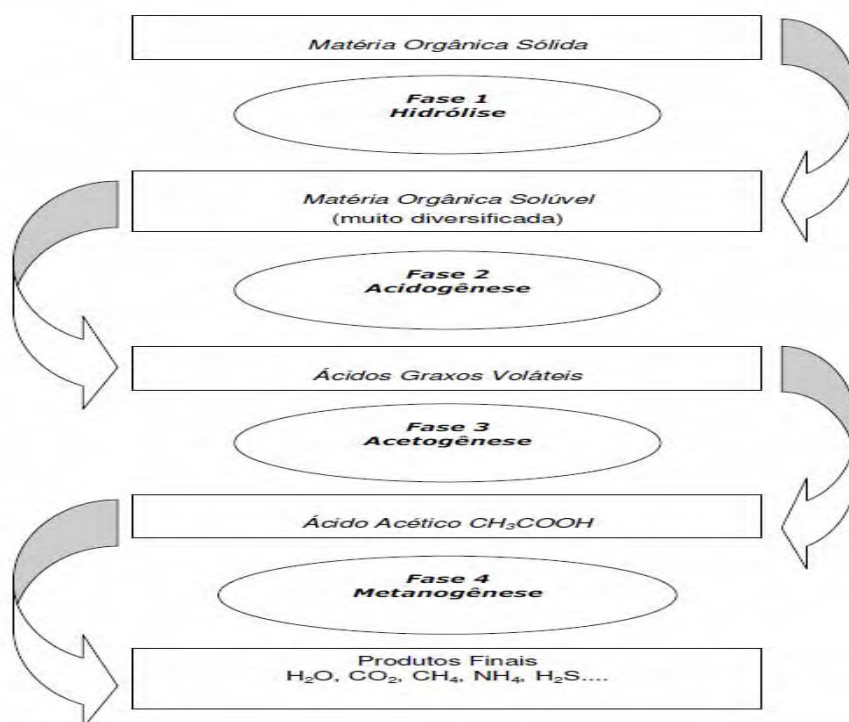 Matéria Orgânica Sólida
Fase 1
Hidrólise
Matéria Orgânica Solúvel
(muito diversificada)
Fase 2
Acidogênese
Ácidos Graxos Voláteis
Fase 3
Acetogênese
Ácido Acético CH₃COOH
Fase 4
Metanogênese
Produtos Finais
H₂O, CO₂, CH₄, NH₄, H₂S....